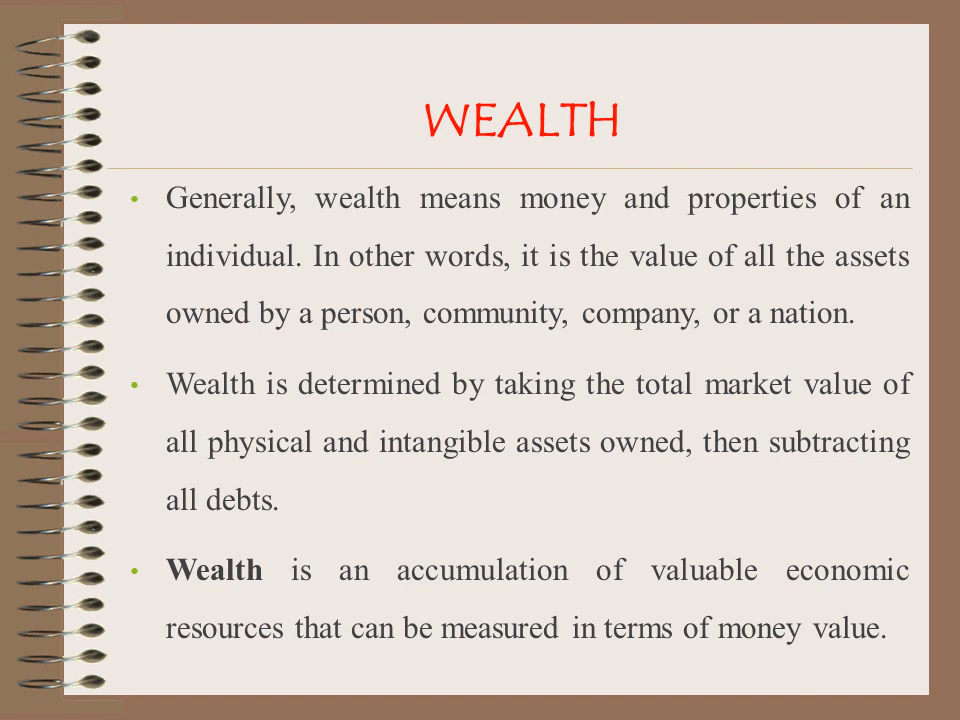 WEALTH
• Generally, wealth means money and properties of an
individual. In other words, it is the value of all the assets
owned by a person, community, company, or a nation.
• Wealth is determined by taking the total market value of
all physical and intangible assets owned, then subtracting
all debts.
• Wealth is an accumulation of valuable economic
resources that can be measured in terms of money value.